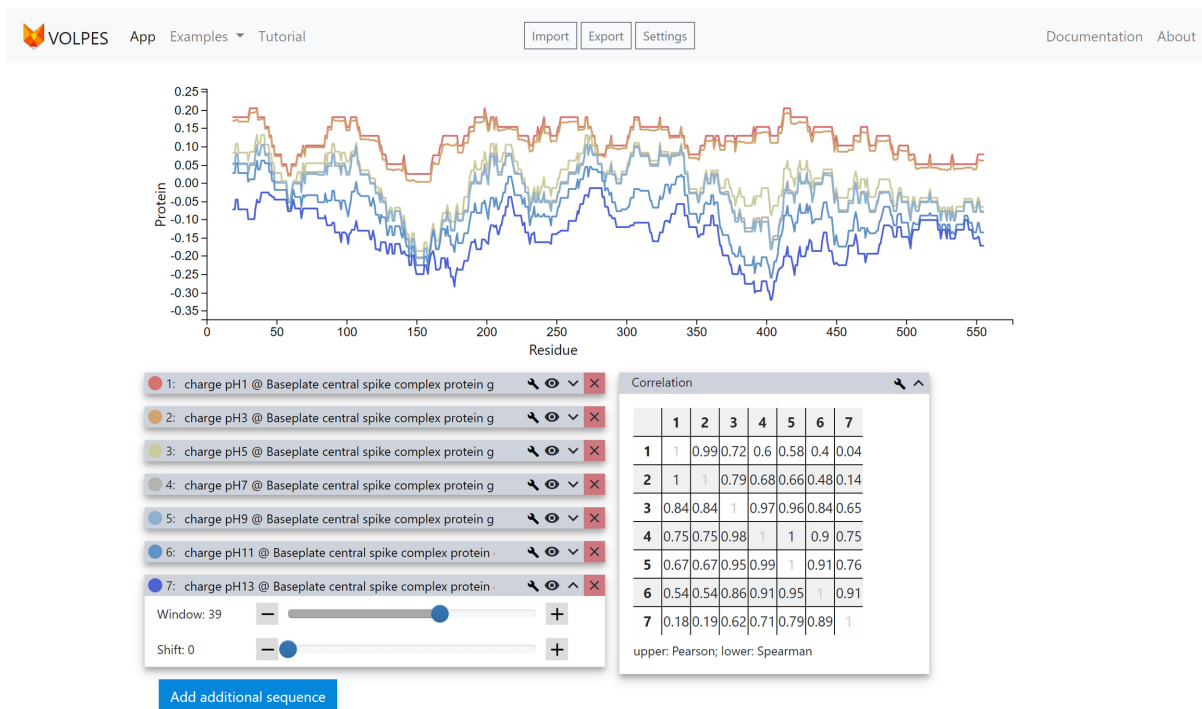 VOLPES App Examples Tutorial Import Export Settings Documentation About
0.25
0.20
0.15
0.10
0.05
0.00
-0.05
-0.10
-0.15
-0.20
-0.25
-0.30
-0.35
Protein
0 50 100 150 200 250 300 350 400 450 500 550
Residue
1: charge pH1 @ Baseplate central spike complex protein g
2: charge pH3 @ Baseplate central spike complex protein g
3: charge pH5 @ Baseplate central spike complex protein g
4: charge pH7 @ Baseplate central spike complex protein g
5: charge pH9 @ Baseplate central spike complex protein g
6: charge pH11 @ Baseplate central spike complex protein
7: charge pH13 @ Baseplate central spike complex protein
Window: 39
Shift: 0
Add additional sequence
Correlation
1 2 3 4 5 6 7
1 1 0.99 0.72 0.6 0.58 0.4 0.04
2 1 1 0.79 0.68 0.66 0.48 0.14
3 0.84 0.84 1 0.97 0.96 0.84 0.65
4 0.75 0.75 0.98 1 1 0.9 0.75
5 0.67 0.67 0.95 0.99 1 0.91 0.76
6 0.54 0.54 0.86 0.91 0.95 1 0.91
7 0.18 0.19 0.62 0.71 0.79 0.89 1
upper: Pearson; lower: Spearman